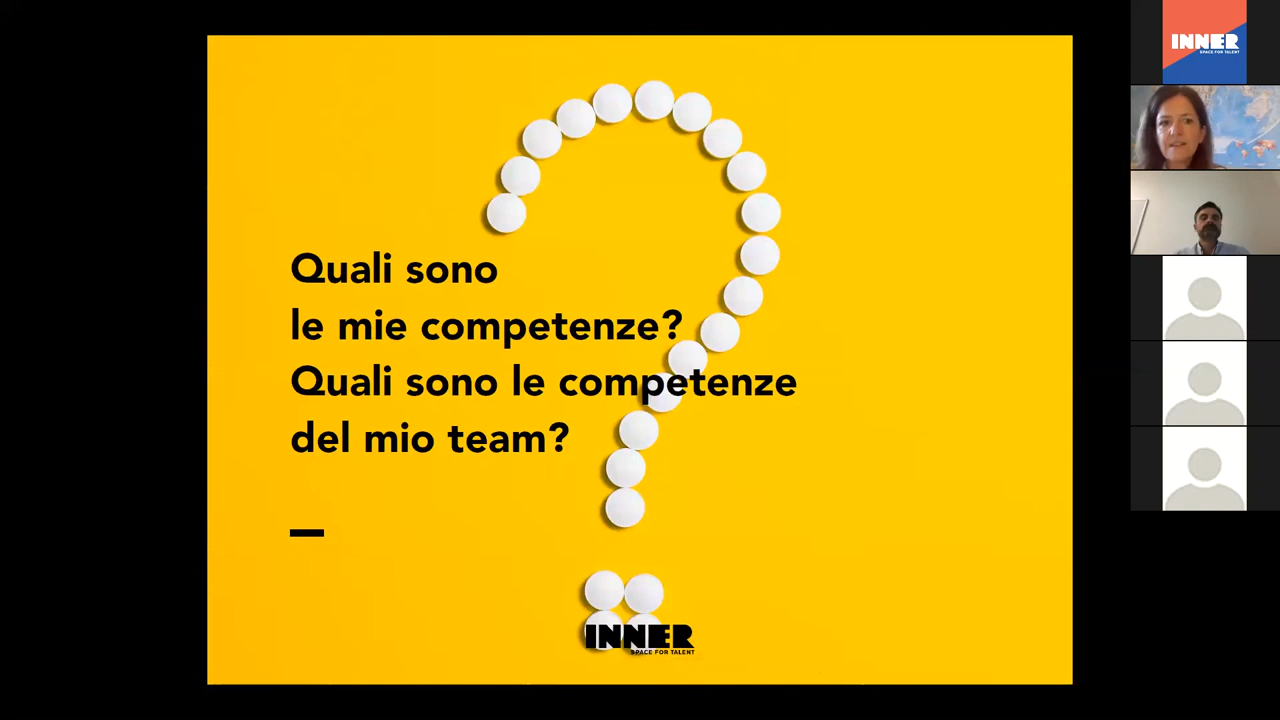 Quali sono
le mie competenze?
Quali sono le competenze
del mio team?
INNER
SPACE FOR TALENT
INNER
SPACE FOR TALENT